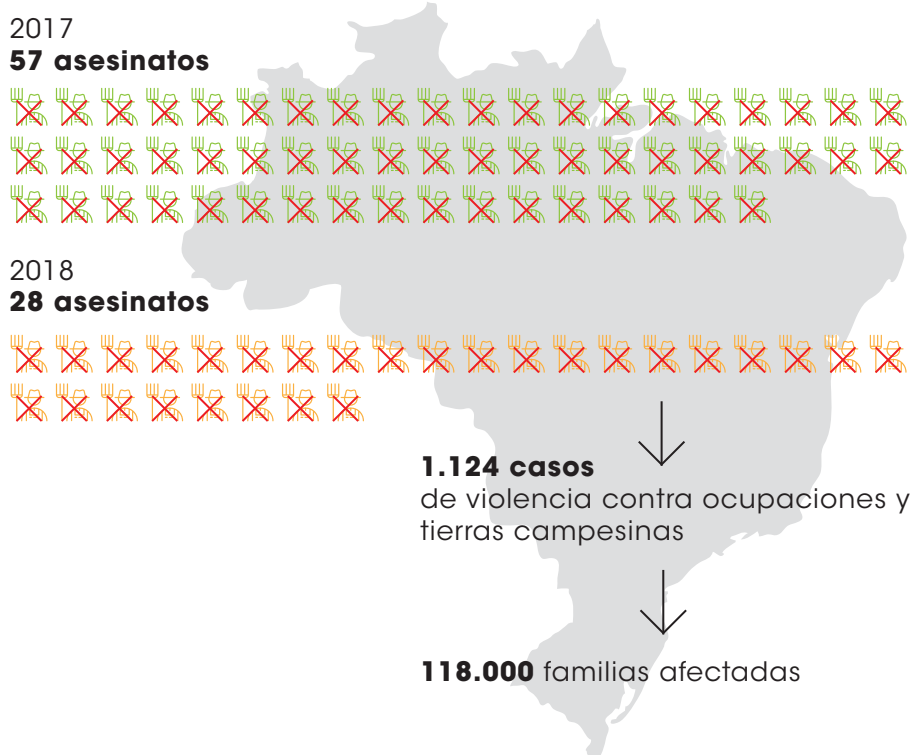 2017
57 asesinatos
2018
28 asesinatos
1.124 casos
de violencia contra ocupaciones y
tierras campesinas
118.000 familias afectadas